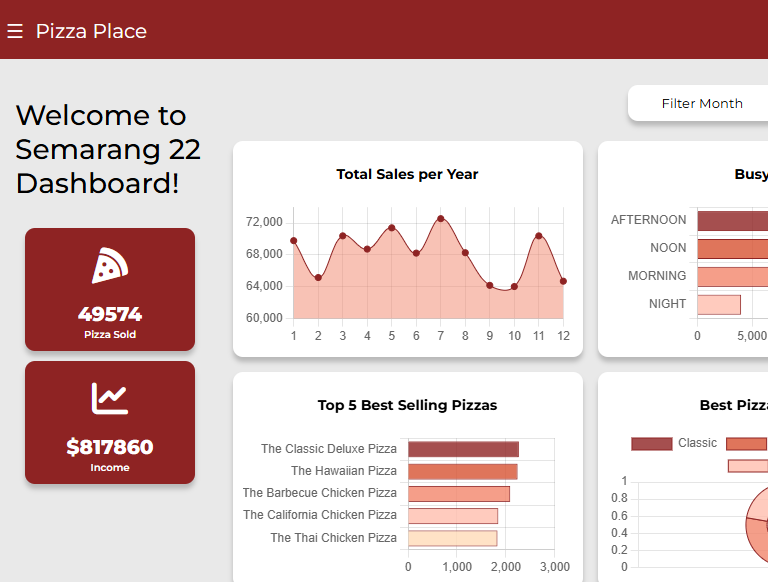 ☰ Pizza Place
Welcome to
Semarang 22
Dashboard!
49574
Pizza Sold
$817860
Income
Filter Month
Total Sales per Year
72,000
68,000
64,000
60,000
1 2 3 4 5 6 7 8 9 10 11 12
Busy
AFTERNOON
NOON
MORNING
NIGHT
0 5,000
Top 5 Best Selling Pizzas
The Classic Deluxe Pizza
The Hawaiian Pizza
The Barbecue Chicken Pizza
The California Chicken Pizza
The Thai Chicken Pizza
0 1,000 2,000 3,000
Best Pizza
Classic
1
0.8
0.6
0.4
0.2
0